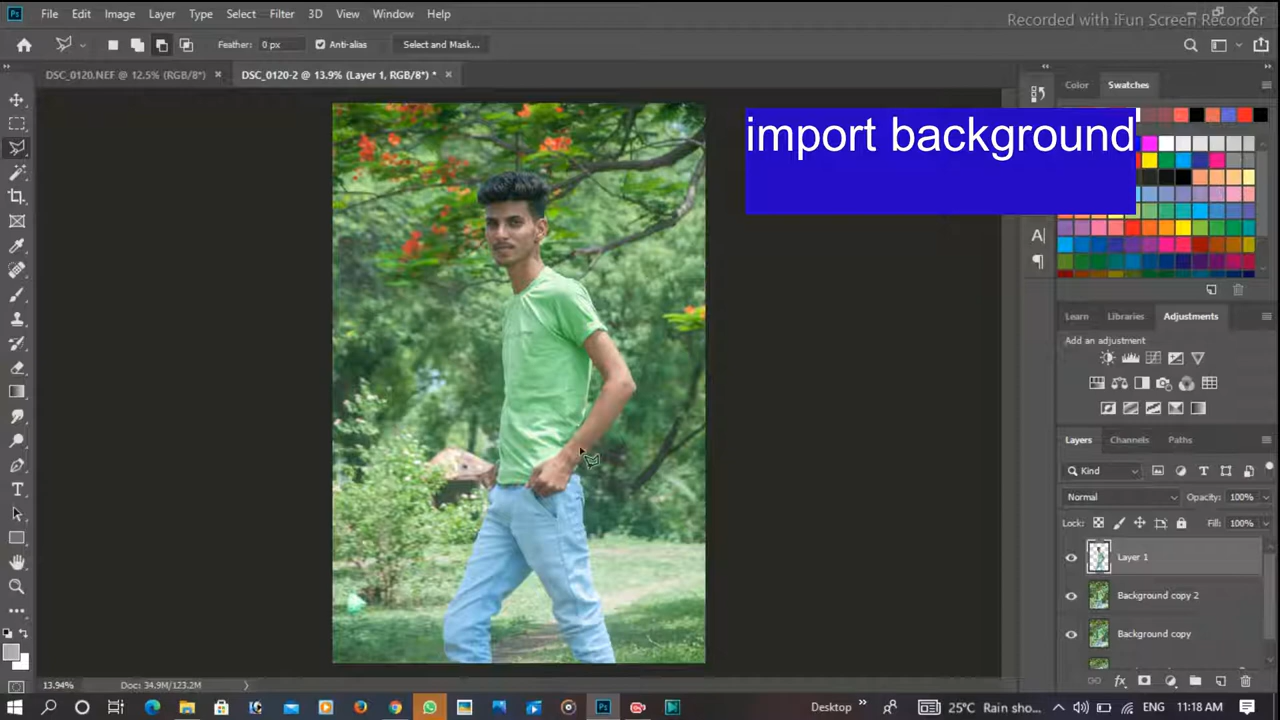 File Edit Image Layer Type Select Filter 3D View Window Help
Recorded with iFun Screen Recorder
Feather: 0 px Anti-alias Select and Mask...
DSC_0120.NEF @ 12.5% (RGB/8*) × DSC_0120-2 @ 13.9% (Layer 1, RGB/8*) * ×
Color Swatches
import background
Learn Libraries Adjustments
Add an adjustment
Layers Channels Paths
Kind
Normal Opacity: 100%
Lock: Fill: 100%
Layer 1
Background copy 2
Background copy
13.94% Doc: 34.9M/123.2M
Desktop 25°C Rain sho... ENG 11:18 AM